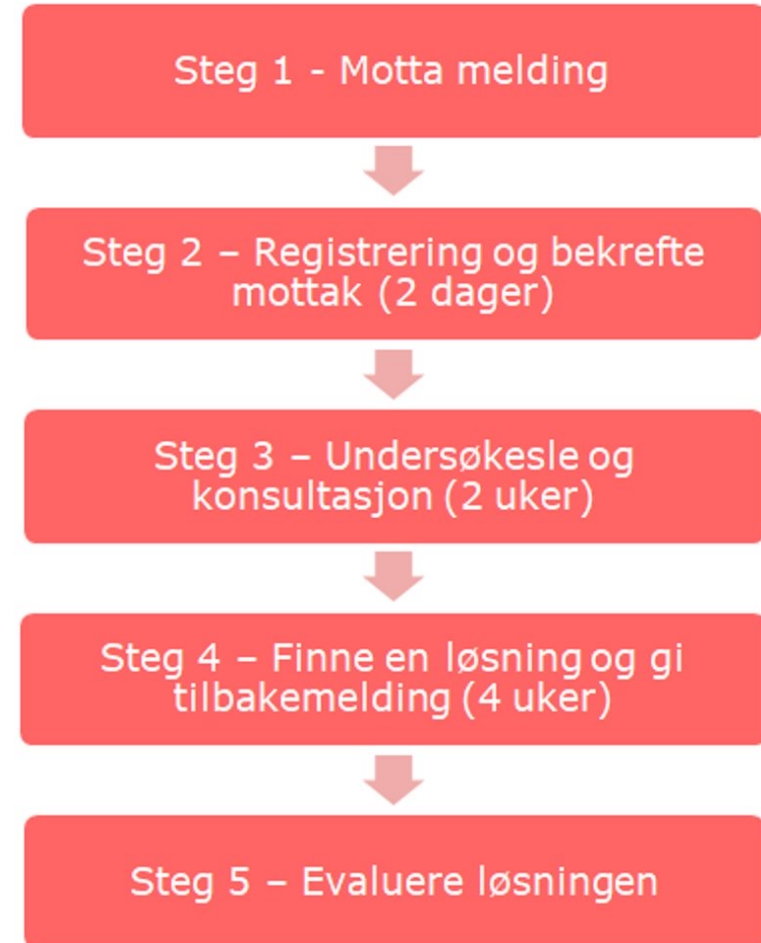 Steg 1 - Motta melding
Steg 2 – Registrering og bekrefte
mottak (2 dager)
Steg 3 – Undersøkesle og
konsultasjon (2 uker)
Steg 4 – Finne en løsning og gi
tilbakemelding (4 uker)
Steg 5 – Evaluere løsningen